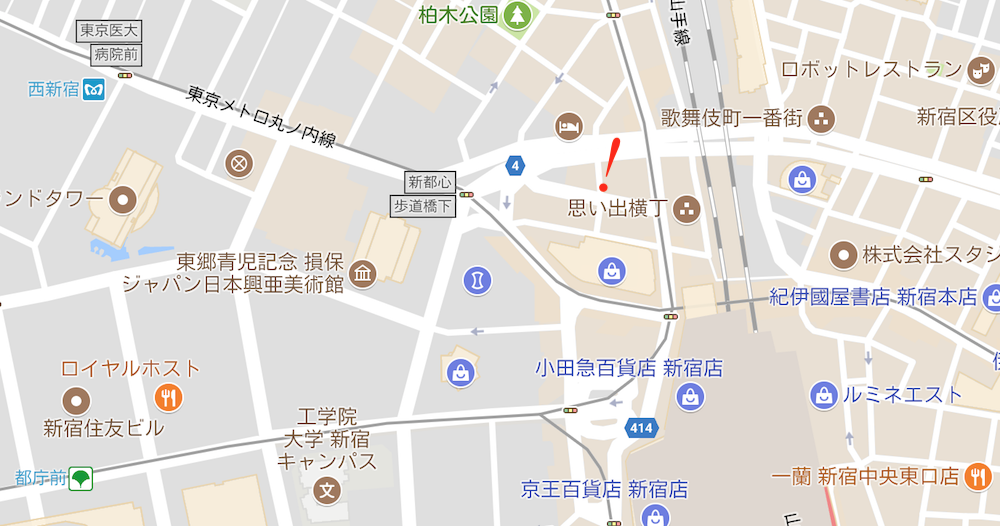 柏木公園
山手線
東京医大
病院前
西新宿
東京メトロ丸ノ内線
ロボットレストラン
歌舞伎町一番街
新宿区役
4
新都心
歩道橋下
ンドタワー
思い出横丁
東郷青児記念 損保
ジャパン日本興亜美術館
株式会社スタジ
紀伊國屋書店 新宿本店
ロイヤルホスト
新宿住友ビル
小田急百貨店 新宿店
ルミネエスト
工学院
大学 新宿
キャンパス
文
414
都庁前
京王百貨店 新宿店
一蘭 新宿中央東口店
山